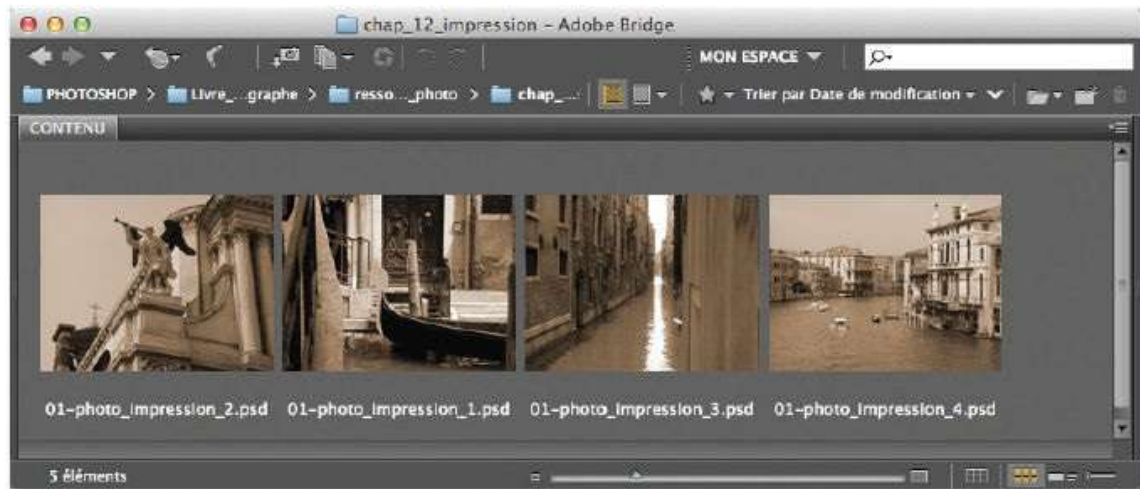 chap_12_impression – Adobe Bridge
MON ESPACE
PHOTOSHOP > Livre_...graphe > resso..._photo > chap_...: Trier par Date de modification
CONTENU
01-photo_impression_2.psd 01-photo_impression_1.psd 01-photo_impression_3.psd 01-photo_impression_4.psd
5 éléments